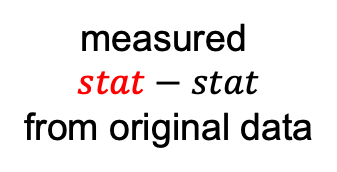 measured
stat − stat
from original data